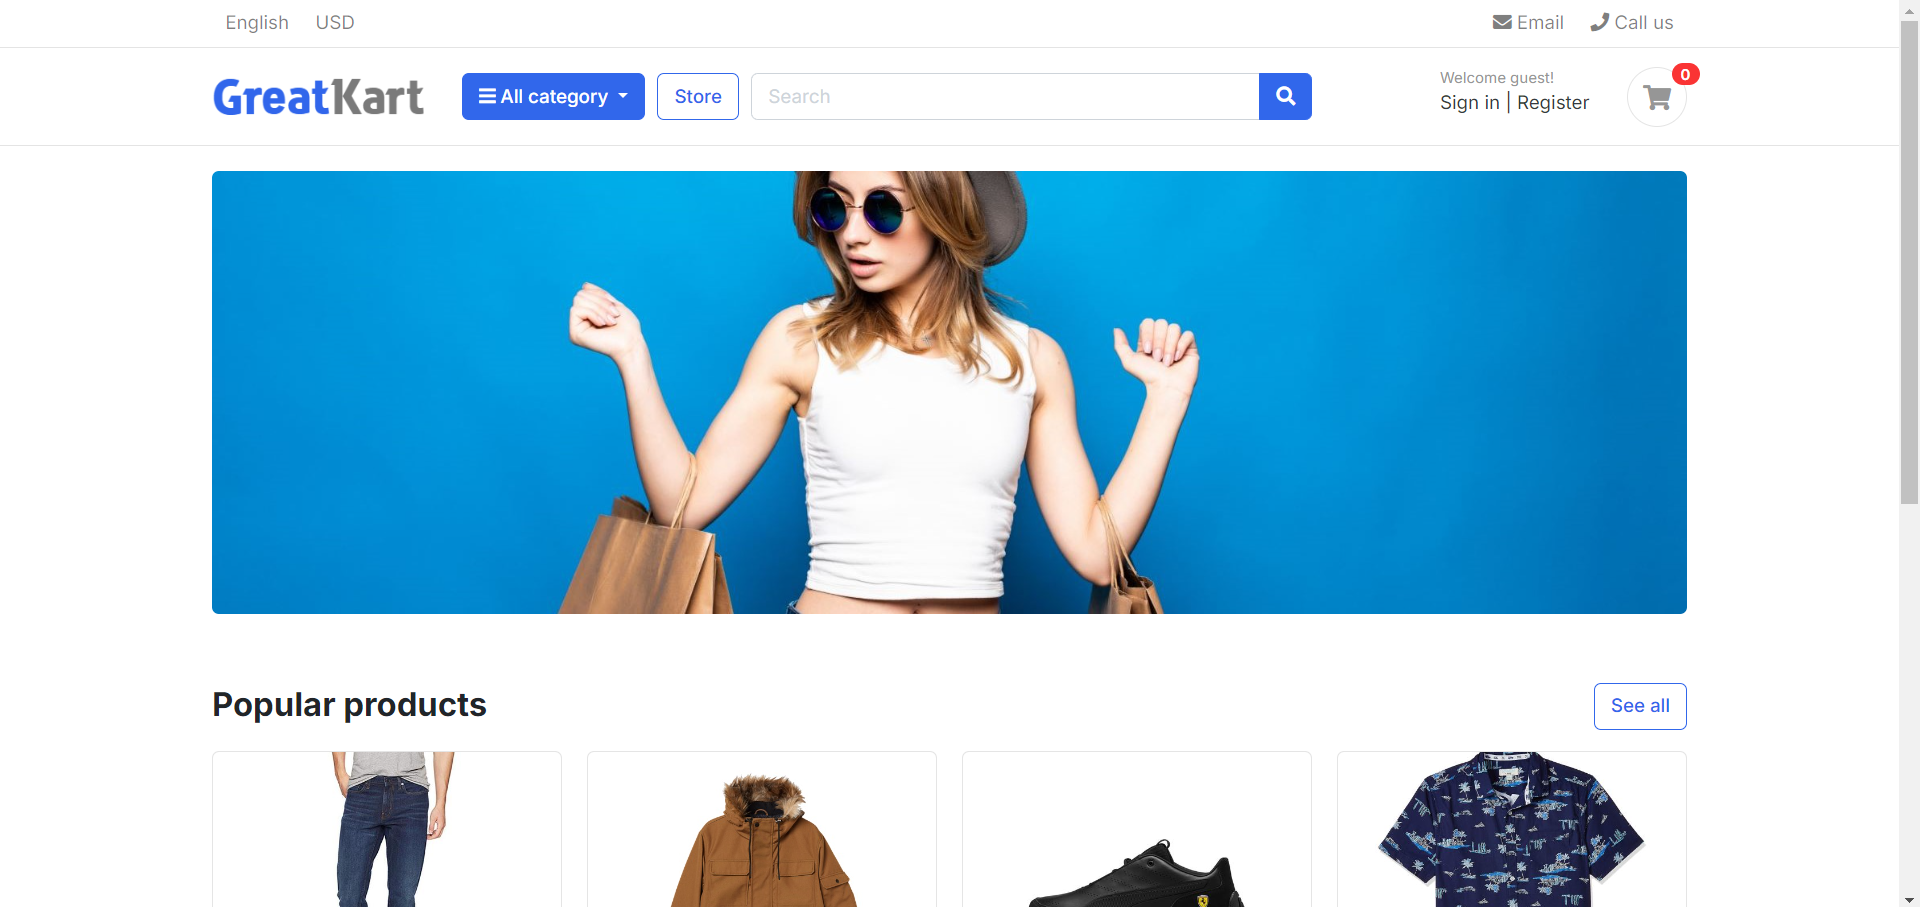 English USD Email Call us
GreatKart All category Store Search Welcome guest! Sign in | Register 0
Popular products See all